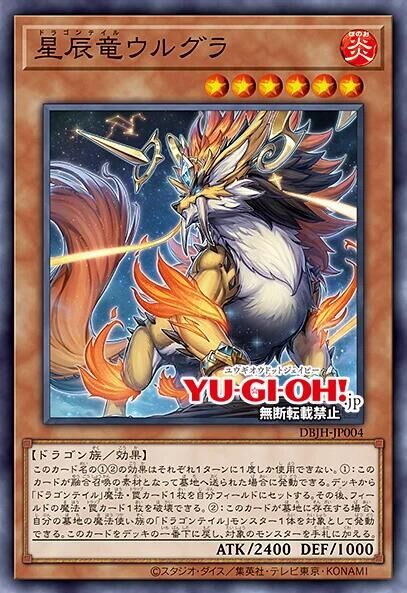 ドラゴンテイル
星辰竜ウルグラ
ほのお
炎
ユウギオウドットジェイピー
YU-GI-OH!.jp
無断転載禁止
DBJH-JP004
【ドラゴン族／効果】
このカード名の①②の効果はそれぞれ1ターンに1度しか使用できない。①：この
カードが融合召喚の素材となって墓地へ送られた場合に発動できる。デッキから
「ドラゴンテイル」魔法・罠カード1枚を自分フィールドにセットする。その後、フィー
ルドの魔法・罠カード1枚を破壊できる。②：このカードが墓地に存在する場合、
自分の墓地の魔法使い族の「ドラゴンテイル」モンスター1体を対象として発動
できる。このカードをデッキの一番下に戻し、対象のモンスターを手札に加える。
ATK/2400 DEF/1000
©スタジオ・ダイス／集英社・テレビ東京・KONAMI